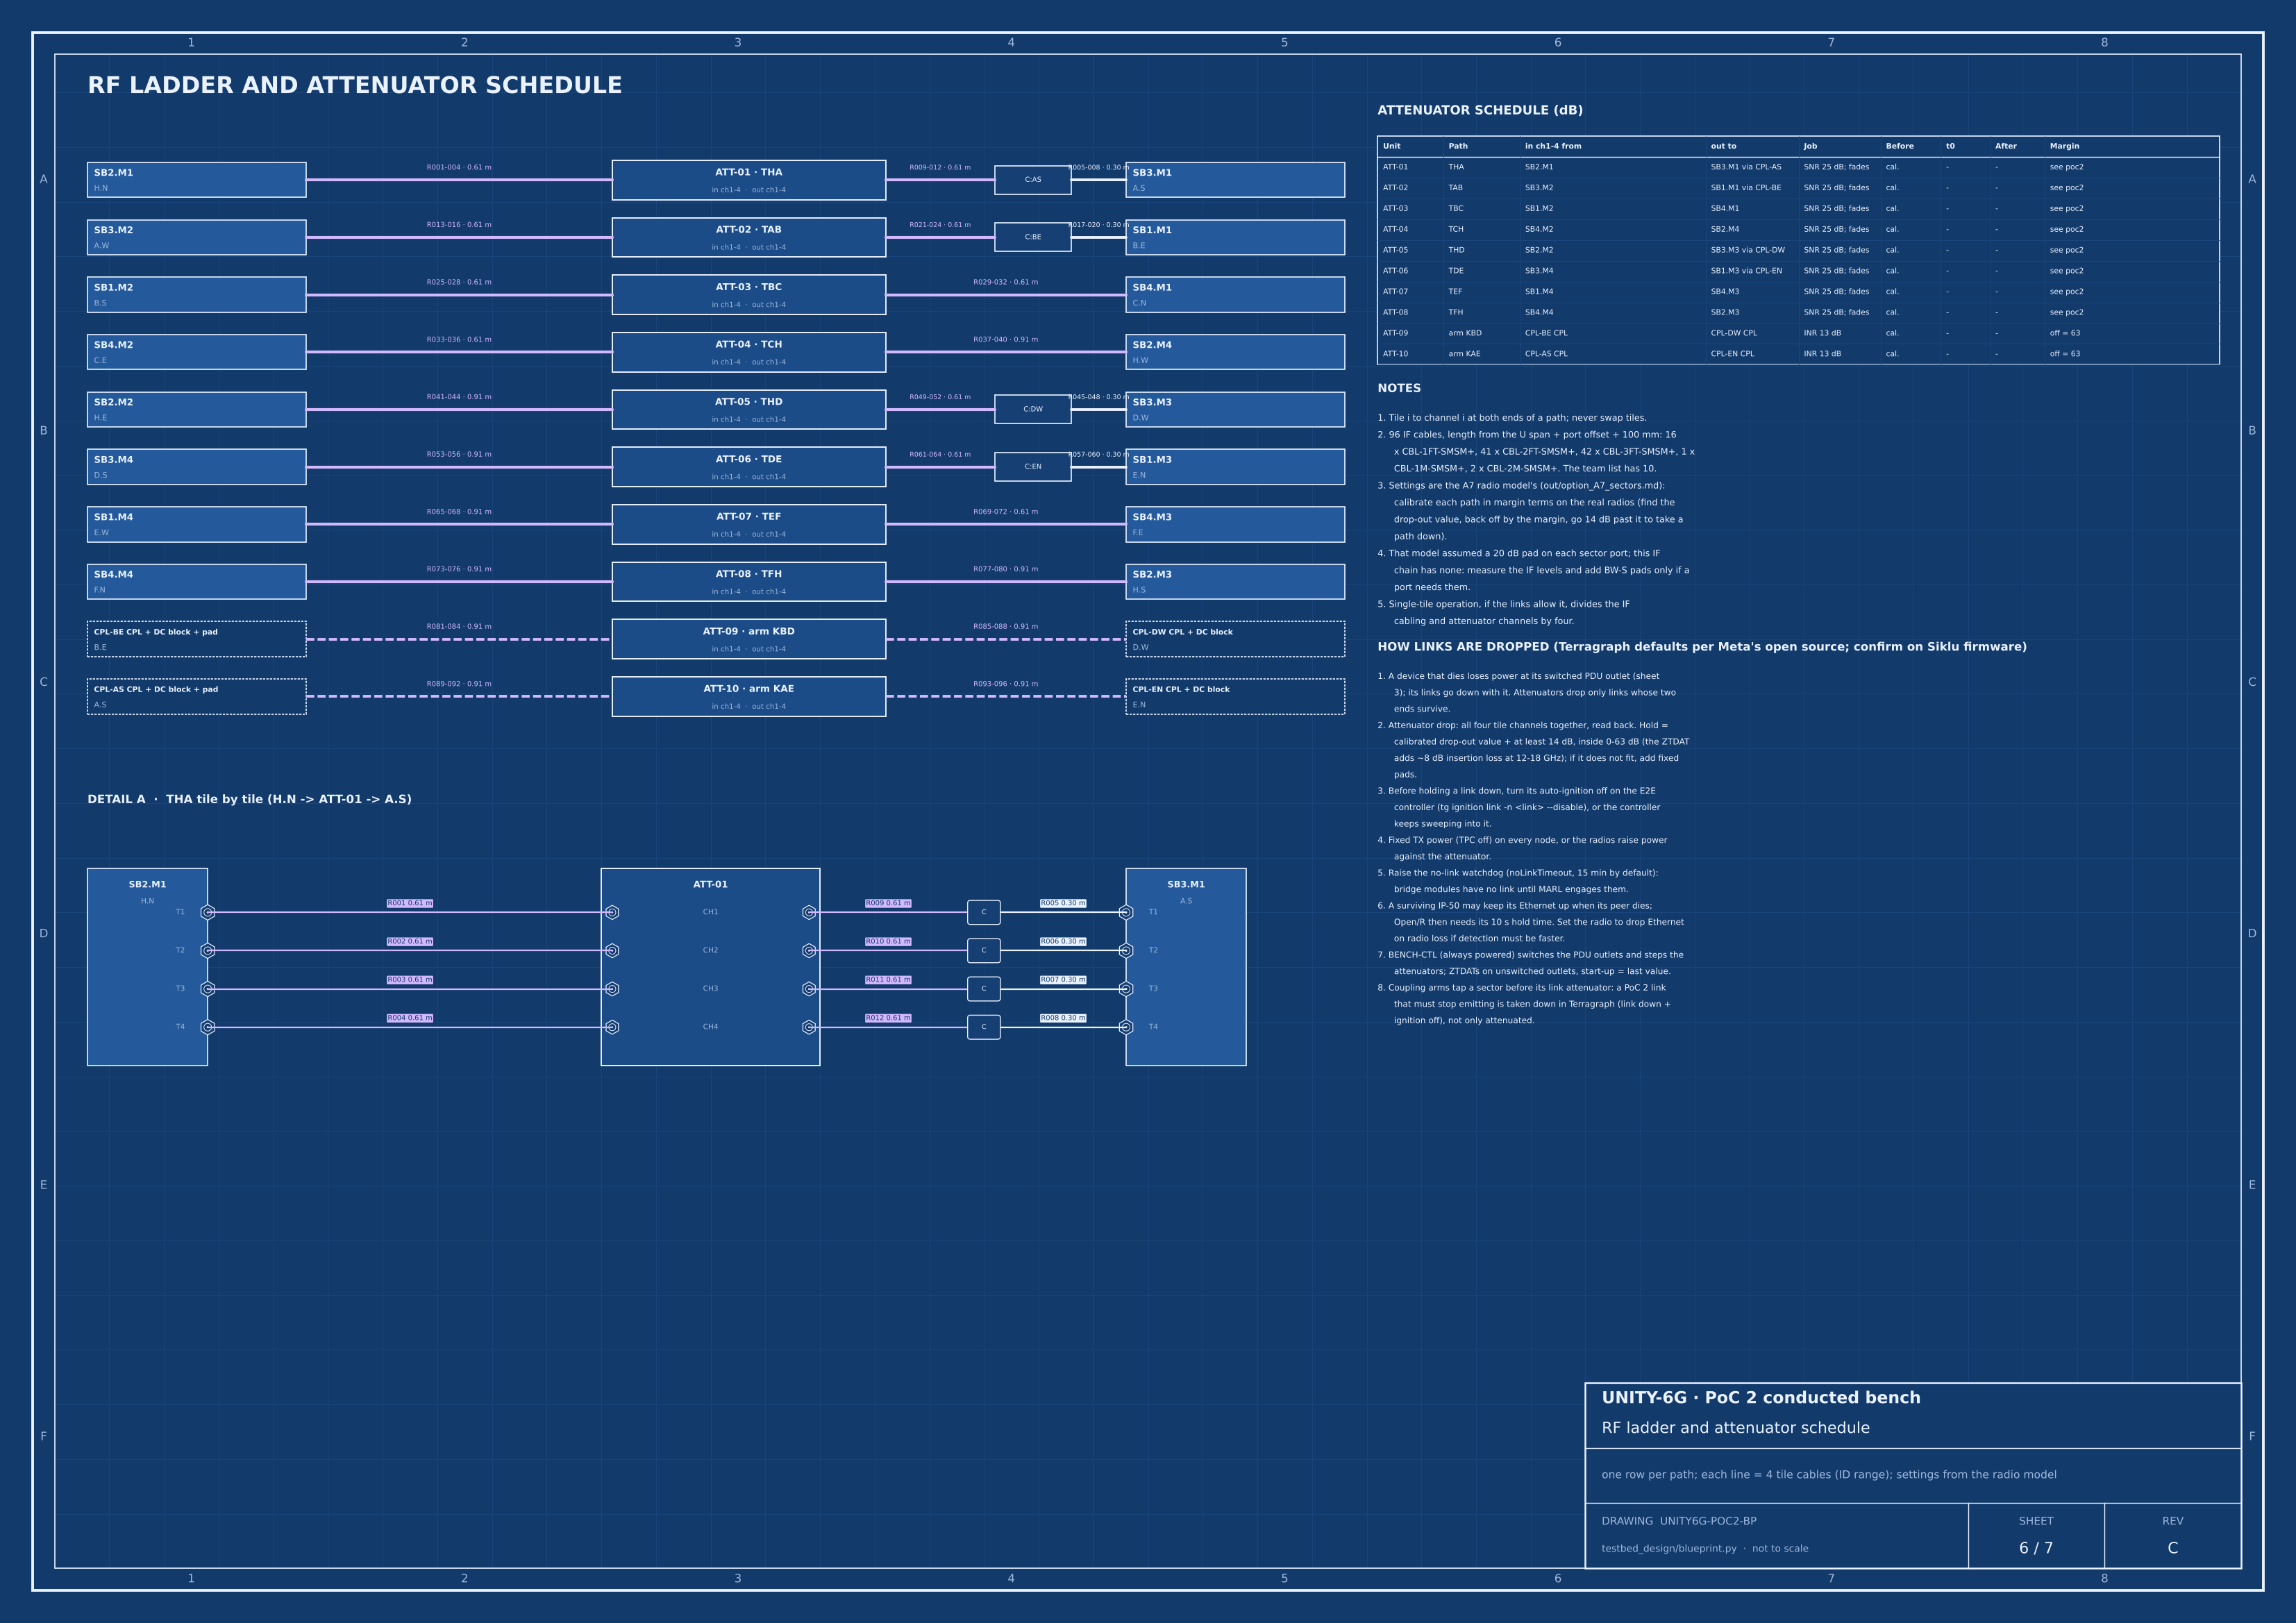 1 2 3 4 5 6 7 8
RF LADDER AND ATTENUATOR SCHEDULE
A
SB2.M1
H.N
R001-004 · 0.61 m
ATT-01 · THA
in ch1-4 · out ch1-4
R009-012 · 0.61 m
C:AS
R005-008 · 0.30 m
SB3.M1
A.S
SB3.M2
A.W
R013-016 · 0.61 m
ATT-02 · TAB
in ch1-4 · out ch1-4
R021-024 · 0.61 m
C:BE
R017-020 · 0.30 m
SB1.M1
B.E
SB1.M2
B.S
R025-028 · 0.61 m
ATT-03 · TBC
in ch1-4 · out ch1-4
R029-032 · 0.61 m
SB4.M1
C.N
SB4.M2
C.E
R033-036 · 0.61 m
ATT-04 · TCH
in ch1-4 · out ch1-4
R037-040 · 0.91 m
SB2.M4
H.W
B
SB2.M2
H.E
R041-044 · 0.91 m
ATT-05 · THD
in ch1-4 · out ch1-4
R049-052 · 0.61 m
C:DW
R045-048 · 0.30 m
SB3.M3
D.W
SB3.M4
D.S
R053-056 · 0.91 m
ATT-06 · TDE
in ch1-4 · out ch1-4
R061-064 · 0.61 m
C:EN
R057-060 · 0.30 m
SB1.M3
E.N
SB1.M4
E.W
R065-068 · 0.91 m
ATT-07 · TEF
in ch1-4 · out ch1-4
R069-072 · 0.61 m
SB4.M3
F.E
SB4.M4
F.N
R073-076 · 0.91 m
ATT-08 · TFH
in ch1-4 · out ch1-4
R077-080 · 0.91 m
SB2.M3
H.S
CPL-BE CPL + DC block + pad
B.E
R081-084 · 0.91 m
ATT-09 · arm KBD
in ch1-4 · out ch1-4
R085-088 · 0.91 m
CPL-DW CPL + DC block
D.W
C
CPL-AS CPL + DC block + pad
A.S
R089-092 · 0.91 m
ATT-10 · arm KAE
in ch1-4 · out ch1-4
R093-096 · 0.91 m
CPL-EN CPL + DC block
E.N
DETAIL A · THA tile by tile (H.N -> ATT-01 -> A.S)
SB2.M1
H.N
ATT-01
SB3.M1
A.S
T1 R001 0.61 m CH1 R009 0.61 m C R005 0.30 m T1
D
T2 R002 0.61 m CH2 R010 0.61 m C R006 0.30 m T2
T3 R003 0.61 m CH3 R011 0.61 m C R007 0.30 m T3
T4 R004 0.61 m CH4 R012 0.61 m C R008 0.30 m T4
E
F
ATTENUATOR SCHEDULE (dB)
Unit Path in ch1-4 from out to Job Before t0 After Margin
ATT-01 THA SB2.M1 SB3.M1 via CPL-AS SNR 25 dB; fades cal. - - see poc2
ATT-02 TAB SB3.M2 SB1.M1 via CPL-BE SNR 25 dB; fades cal. - - see poc2
ATT-03 TBC SB1.M2 SB4.M1 SNR 25 dB; fades cal. - - see poc2
ATT-04 TCH SB4.M2 SB2.M4 SNR 25 dB; fades cal. - - see poc2
ATT-05 THD SB2.M2 SB3.M3 via CPL-DW SNR 25 dB; fades cal. - - see poc2
ATT-06 TDE SB3.M4 SB1.M3 via CPL-EN SNR 25 dB; fades cal. - - see poc2
ATT-07 TEF SB1.M4 SB4.M3 SNR 25 dB; fades cal. - - see poc2
ATT-08 TFH SB4.M4 SB2.M3 SNR 25 dB; fades cal. - - see poc2
ATT-09 arm KBD CPL-BE CPL CPL-DW CPL INR 13 dB cal. - - off = 63
ATT-10 arm KAE CPL-AS CPL CPL-EN CPL INR 13 dB cal. - - off = 63
NOTES
1. Tile i to channel i at both ends of a path; never swap tiles.
2. 96 IF cables, length from the U span + port offset + 100 mm: 16
x CBL-1FT-SMSM+, 41 x CBL-2FT-SMSM+, 42 x CBL-3FT-SMSM+, 1 x
CBL-1M-SMSM+, 2 x CBL-2M-SMSM+. The team list has 10.
3. Settings are the A7 radio model's (out/option_A7_sectors.md):
calibrate each path in margin terms on the real radios (find the
drop-out value, back off by the margin, go 14 dB past it to take a
path down).
4. That model assumed a 20 dB pad on each sector port; this IF
chain has none: measure the IF levels and add BW-S pads only if a
port needs them.
5. Single-tile operation, if the links allow it, divides the IF
cabling and attenuator channels by four.
HOW LINKS ARE DROPPED (Terragraph defaults per Meta's open source; confirm on Siklu firmware)
1. A device that dies loses power at its switched PDU outlet (sheet
3); its links go down with it. Attenuators drop only links whose two
ends survive.
2. Attenuator drop: all four tile channels together, read back. Hold =
calibrated drop-out value + at least 14 dB, inside 0-63 dB (the ZTDAT
adds ~8 dB insertion loss at 12-18 GHz); if it does not fit, add fixed
pads.
3. Before holding a link down, turn its auto-ignition off on the E2E
controller (tg ignition link -n <link> --disable), or the controller
keeps sweeping into it.
4. Fixed TX power (TPC off) on every node, or the radios raise power
against the attenuator.
5. Raise the no-link watchdog (noLinkTimeout, 15 min by default):
bridge modules have no link until MARL engages them.
6. A surviving IP-50 may keep its Ethernet up when its peer dies;
Open/R then needs its 10 s hold time. Set the radio to drop Ethernet
on radio loss if detection must be faster.
7. BENCH-CTL (always powered) switches the PDU outlets and steps the
attenuators; ZTDATs on unswitched outlets, start-up = last value.
8. Coupling arms tap a sector before its link attenuator: a PoC 2 link
that must stop emitting is taken down in Terragraph (link down +
ignition off), not only attenuated.
A
B
C
D
E
F
UNITY-6G · PoC 2 conducted bench
RF ladder and attenuator schedule
one row per path; each line = 4 tile cables (ID range); settings from the radio model
DRAWING UNITY6G-POC2-BP
testbed_design/blueprint.py · not to scale
SHEET
6 / 7
REV
C
1 2 3 4 5 6 7 8